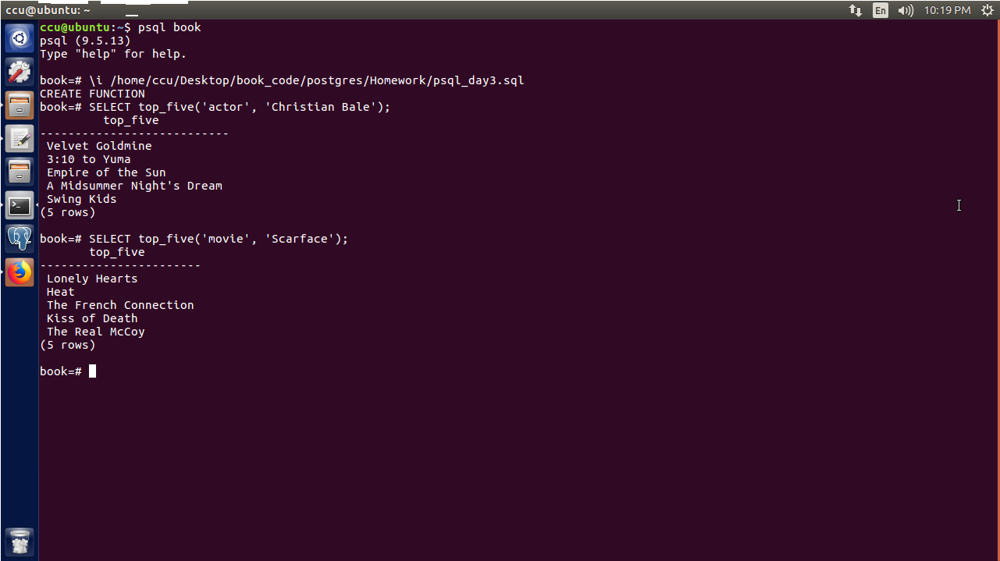 ccu@ubuntu: ~
En
10:19 PM
ccu@ubuntu:~$ psql book
psql (9.5.13)
Type "help" for help.
book=# \i /home/ccu/Desktop/book_code/postgres/Homework/psql_day3.sql
CREATE FUNCTION
book=# SELECT top_five('actor', 'Christian Bale');
top_five
---------------------------
Velvet Goldmine
3:10 to Yuma
Empire of the Sun
A Midsummer Night's Dream
Swing Kids
(5 rows)
book=# SELECT top_five('movie', 'Scarface');
top_five
-----------------------
Lonely Hearts
Heat
The French Connection
Kiss of Death
The Real McCoy
(5 rows)
book=#